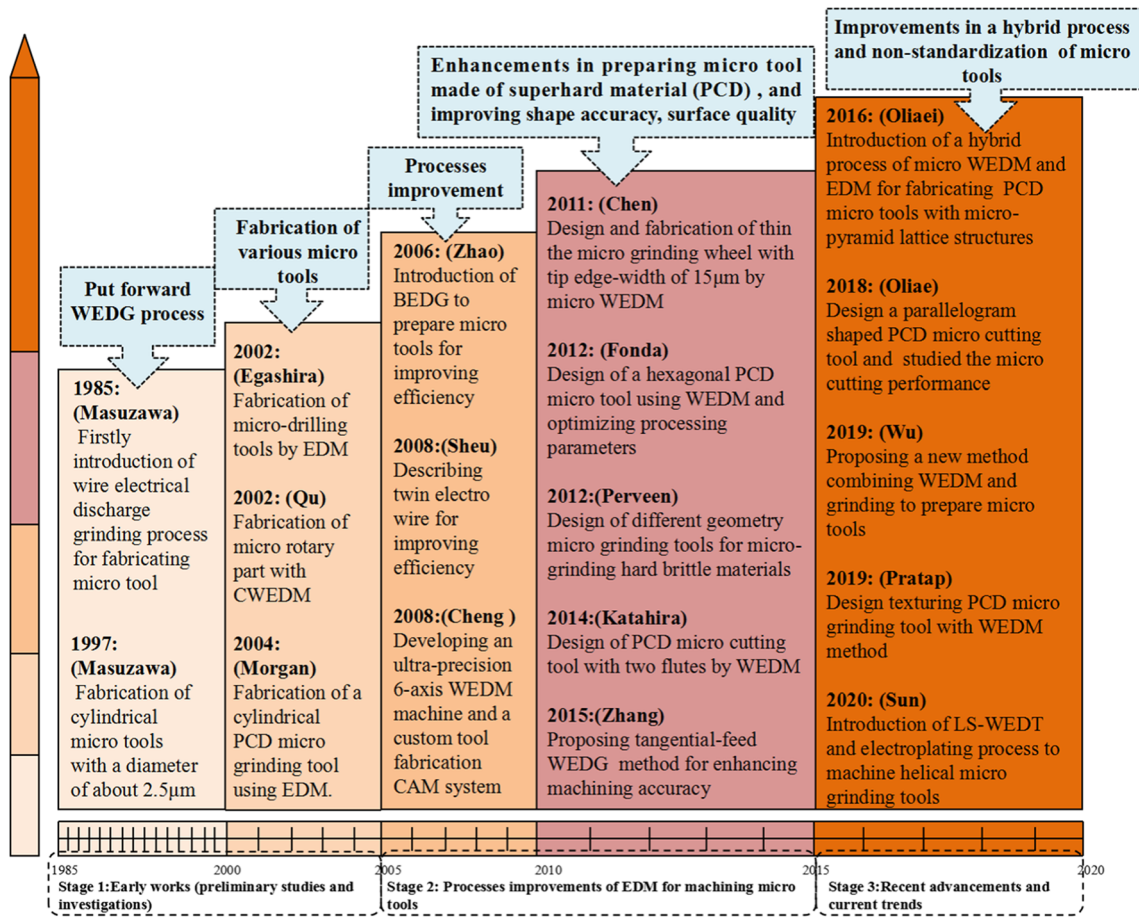 Put forward
WEDG process
1985:
(Masuzawa)
Firstly
introduction of
wire electrical
discharge
grinding process
for fabricating
micro tool
1997:
(Masuzawa)
Fabrication of
cylindrical
micro tools
with a diameter
of about 2.5μm
Fabrication of
various micro
tools
2002:
(Egashira)
Fabrication of
micro-drilling
tools by EDM
2002: (Qu)
Fabrication of
micro rotary
part with
CWEDM
2004:
(Morgan)
Fabrication of a
cylindrical
PCD micro
grinding tool
using EDM.
Processes
improvement
2006: (Zhao)
Introduction of
BEDG to
prepare micro
tools for
improving
efficiency
2008:(Sheu)
Describing
twin electro
wire for
improving
efficiency
2008:(Cheng )
Developing an
ultra-precision
6-axis WEDM
machine and a
custom tool
fabrication
CAM system
Enhancements in preparing micro tool
made of superhard material (PCD) , and
improving shape accuracy, surface quality
2011: (Chen)
Design and fabrication of thin
the micro grinding wheel with
tip edge-width of 15μm by
micro WEDM
2012: (Fonda)
Design of a hexagonal PCD
micro tool using WEDM and
optimizing processing
parameters
2012:(Perveen)
Design of different geometry
micro grinding tools for micro-
grinding hard brittle materials
2014:(Katahira)
Design of PCD micro cutting
tool with two flutes by WEDM
2015:(Zhang)
Proposing tangential-feed
WEDG method for enhancing
machining accuracy
Improvements in a hybrid process
and non-standardization of micro
tools
2016: (Oliaei)
Introduction of a hybrid
process of micro WEDM and
EDM for fabricating PCD
micro tools with micro-
pyramid lattice structures
2018: (Oliae)
Design a parallelogram
shaped PCD micro cutting
tool and studied the micro
cutting performance
2019: (Wu)
Proposing a new method
combining WEDM and
grinding to prepare micro
tools
2019: (Pratap)
Design texturing PCD micro
grinding tool with WEDM
method
2020: (Sun)
Introduction of LS-WEDT
and electroplating process to
machine helical micro
grinding tools
1985 2000 2005 2010 2015 2020
Stage 1:Early works (preliminary studies and
investigations)
Stage 2: Processes improvements of EDM for machining micro
tools
Stage 3:Recent advancements and
current trends